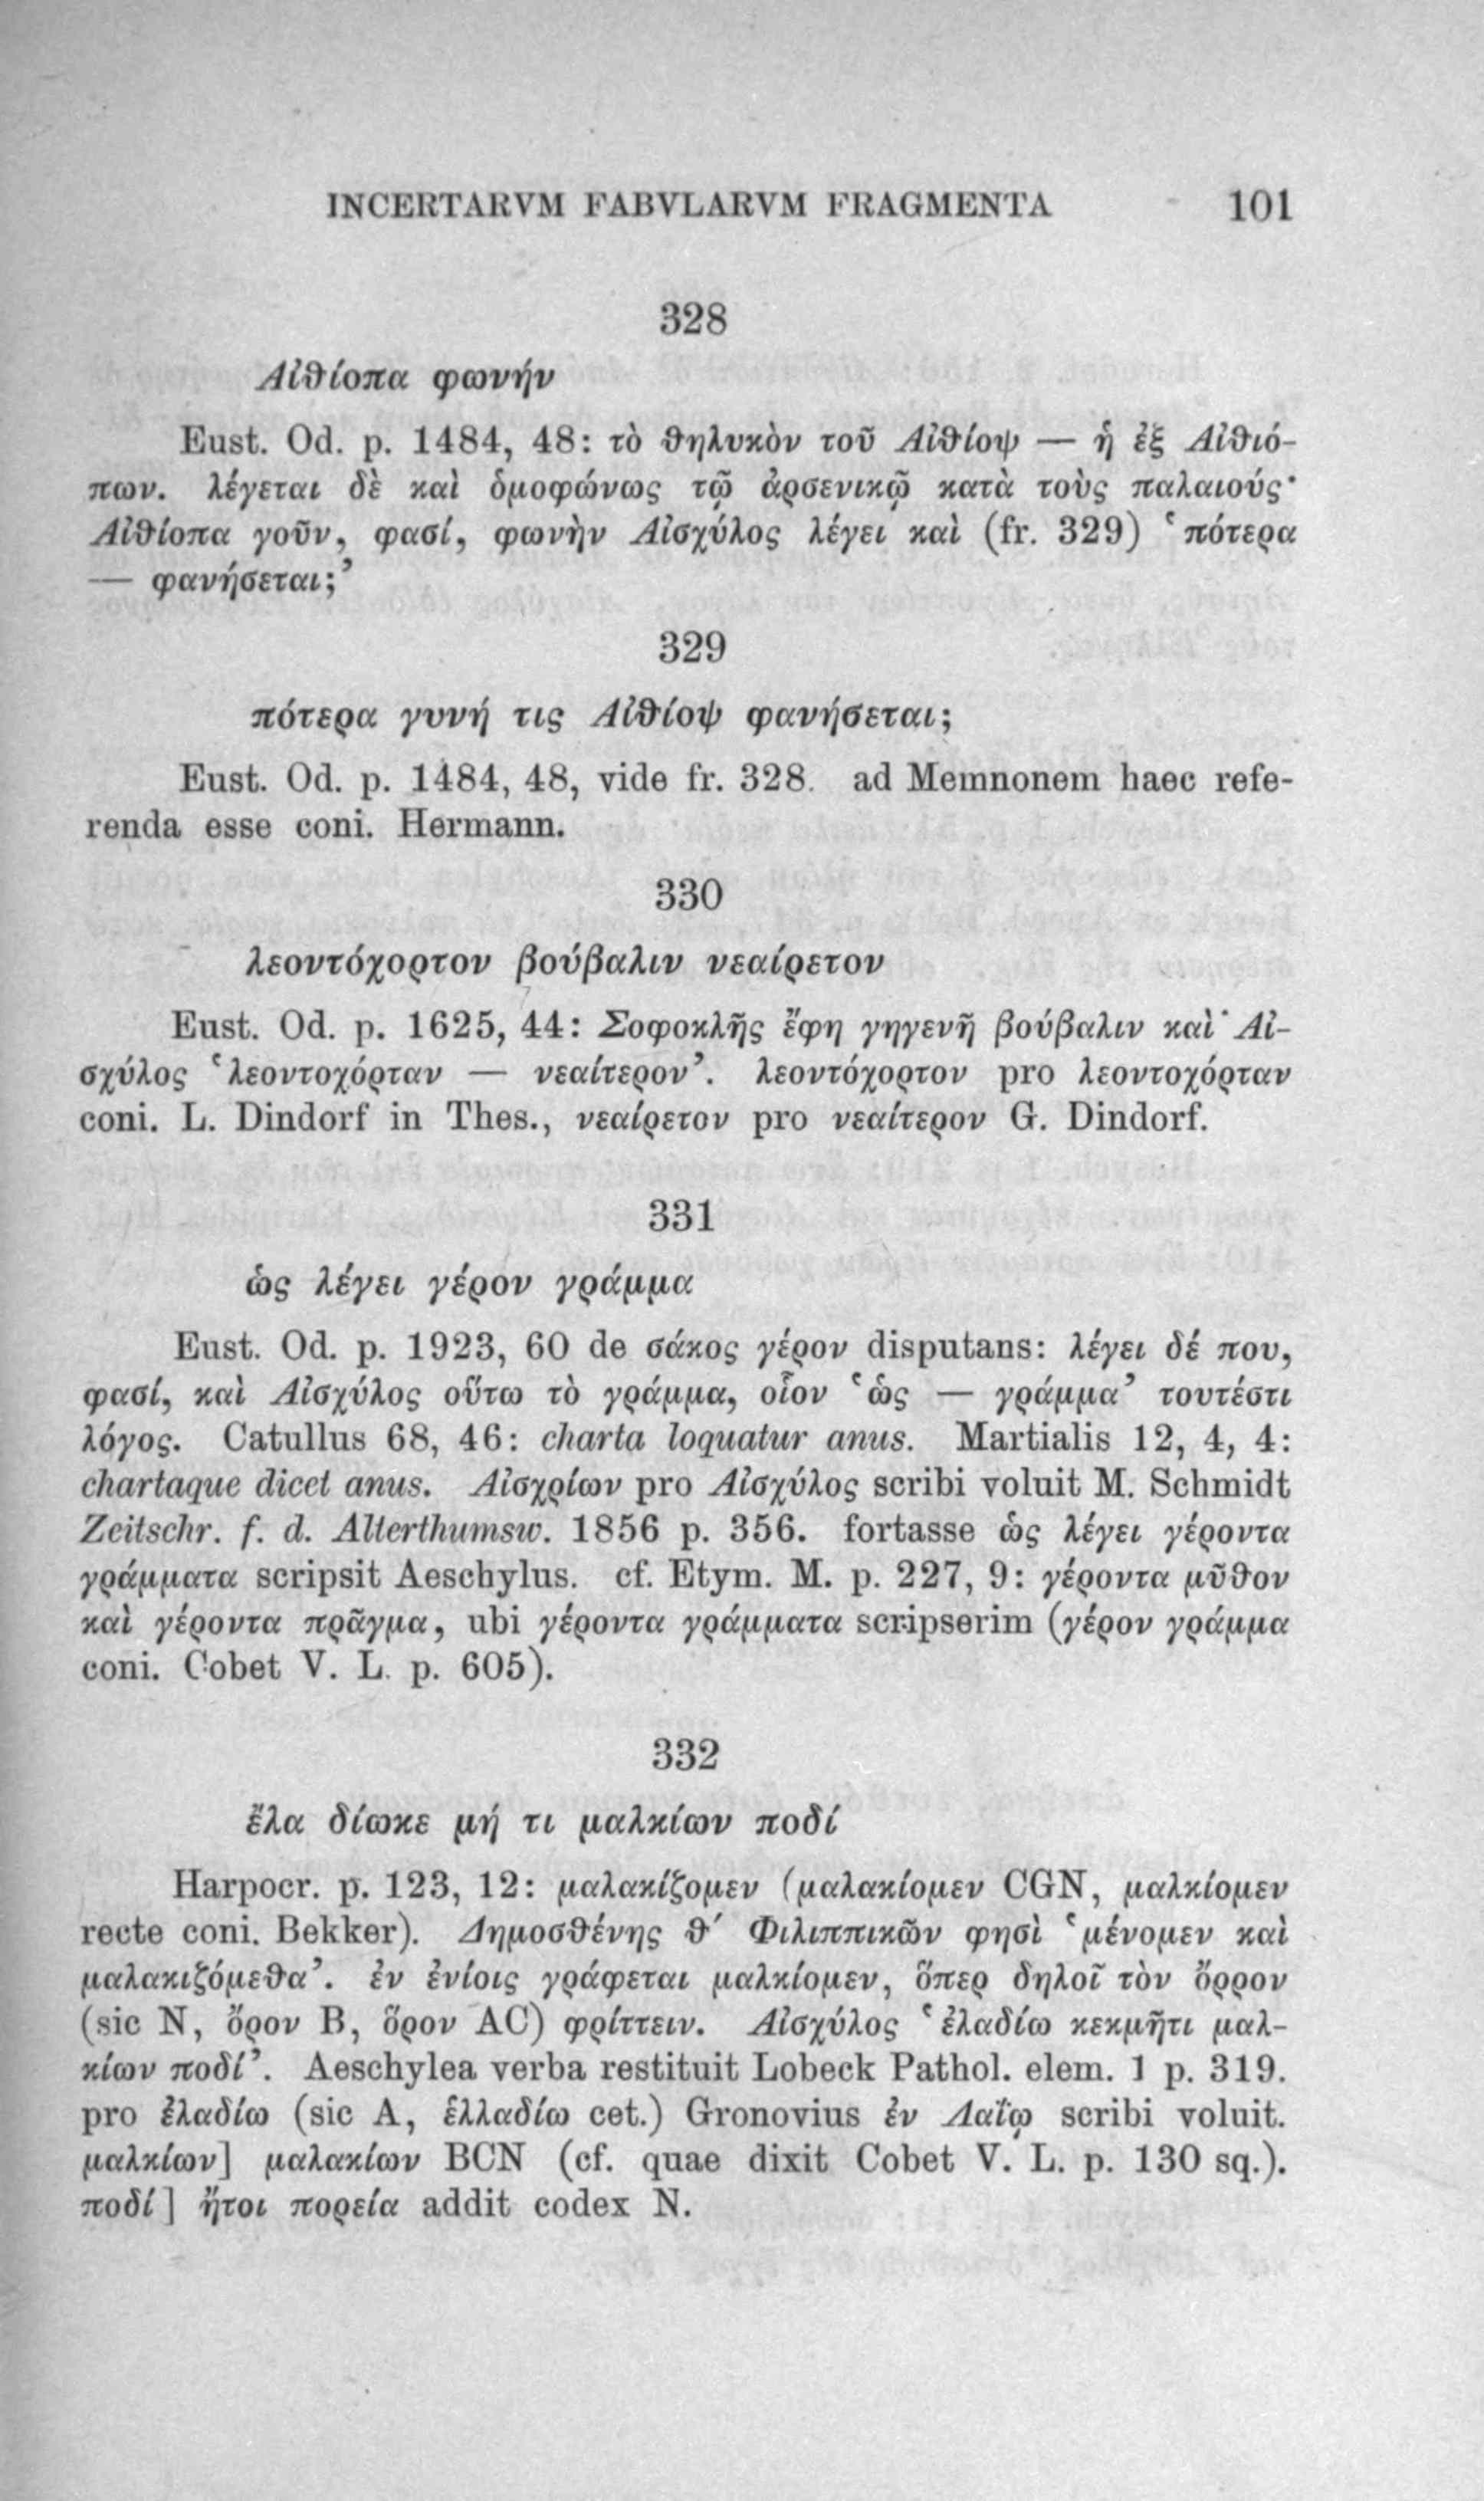 INCERTARVM FABVLARVM FRAGMENTA 101
328
Αἰθίοπα φωνήν
Eust. Od. p. 1484, 48: τὸ θηλυκὸν τοῦ Αἰθίοψ — ἡ ἐξ Αἰθιό-
πων. λέγεται δὲ καὶ ὁμοφώνως τῷ ἀρσενικῷ κατὰ τοὺς παλαιούς·
Αἰθίοπα γοῦν, φασί, φωνὴν Αἰσχύλος λέγει καὶ (fr. 329) ‘πότερα
— φανήσεται;’
329
πότερα γυνή τις Αἰθίοψ φανήσεται;
Eust. Od. p. 1484, 48, vide fr. 328. ad Memnonem haec refe-
renda esse coni. Hermann.
330
λεοντόχορτον βούβαλιν νεαίρετον
Eust. Od. p. 1625, 44: Σοφοκλῆς ἔφη γηγενῆ βούβαλιν καὶ Αἰ-
σχύλος ‘λεοντοχόρταν — νεαίτερον’. λεοντόχορτον pro λεοντοχόρταν
coni. L. Dindorf in Thes., νεαίρετον pro νεαίτερον G. Dindorf.
331
ὡς λέγει γέρον γράμμα
Eust. Od. p. 1923, 60 de σάκος γέρον disputans: λέγει δέ που,
φασί, καὶ Αἰσχύλος οὕτω τὸ γράμμα, οἷον ‘ὡς — γράμμα’ τουτέστι
λόγος. Catullus 68, 46: charta loquatur anus. Martialis 12, 4, 4:
chartaque dicet anus. Αἰσχρίων pro Αἰσχύλος scribi voluit M. Schmidt
Zeitschr. f. d. Alterthumsw. 1856 p. 356. fortasse ὡς λέγει γέροντα
γράμματα scripsit Aeschylus. cf. Etym. M. p. 227, 9: γέροντα μῦθον
καὶ γέροντα πρᾶγμα, ubi γέροντα γράμματα scripserim (γέρον γράμμα
coni. Cobet V. L. p. 605).
332
ἔλα δίωκε μή τι μαλκίων ποδί
Harpocr. p. 123, 12: μαλακίζομεν (μαλακίομεν CGN, μαλκίομεν
recte coni. Bekker). Δημοσθένης θ′ Φιλιππικῶν φησὶ ‘μένομεν καὶ
μαλακιζόμεθα’. ἐν ἐνίοις γράφεται μαλκίομεν, ὅπερ δηλοῖ τὸν ὄρρον
(sic N, ὄρον B, ὅρον AC) φρίττειν. Αἰσχύλος ‘ἐλαδίω κεκμῆτι μαλ-
κίων ποδί’. Aeschylea verba restituit Lobeck Pathol. elem. 1 p. 319.
pro ἐλαδίω (sic A, ἐλλαδίω cet.) Gronovius ἐν Λαΐῳ scribi voluit.
μαλκίων] μαλακίων BCN (cf. quae dixit Cobet V. L. p. 130 sq.).
ποδί] ἤτοι πορεία addit codex N.